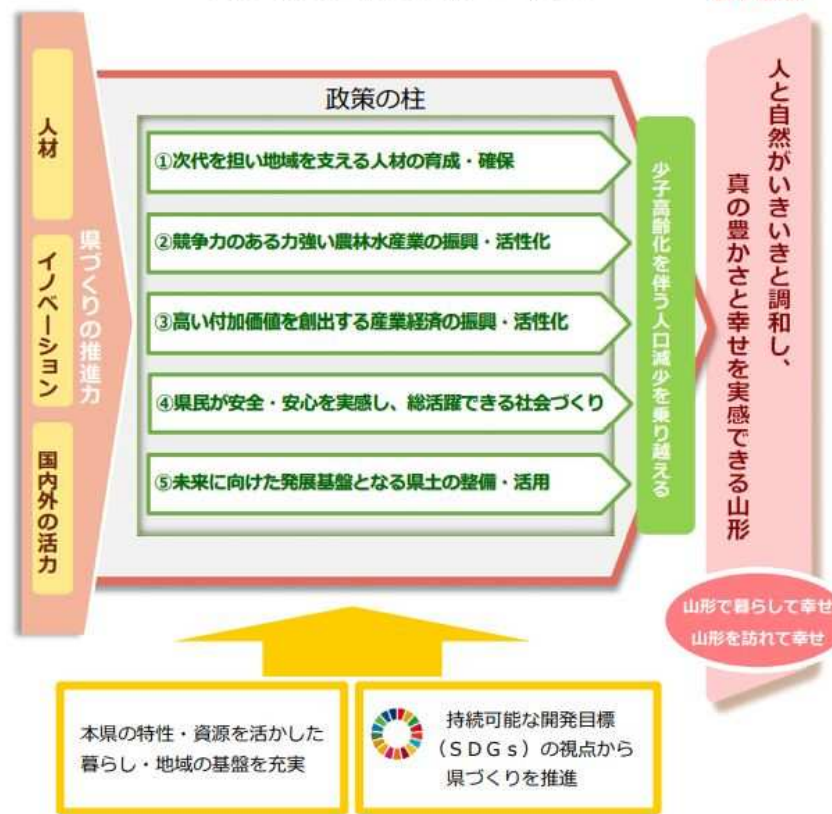 人材
イノベーション
国内外の活力
県づくりの推進力
政策の柱
①次代を担い地域を支える人材の育成・確保
②競争力のある力強い農林水産業の振興・活性化
③高い付加価値を創出する産業経済の振興・活性化
④県民が安全・安心を実感し、総活躍できる社会づくり
⑤未来に向けた発展基盤となる県土の整備・活用
少子高齢化を伴う人口減少を乗り越える
人と自然がいきいきと調和し、
真の豊かさと幸せを実感できる山形
山形で暮らして幸せ
山形を訪れて幸せ
本県の特性・資源を活かした
暮らし・地域の基盤を充実
持続可能な開発目標
（ＳＤＧｓ）の視点から
県づくりを推進